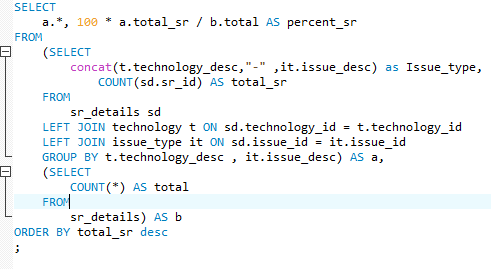 SELECT
a.*, 100 * a.total_sr / b.total AS percent_sr
FROM
(SELECT
concat(t.technology_desc,"-" ,it.issue_desc) as Issue_type,
COUNT(sd.sr_id) AS total_sr
FROM
sr_details sd
LEFT JOIN technology t ON sd.technology_id = t.technology_id
LEFT JOIN issue_type it ON sd.issue_id = it.issue_id
GROUP BY t.technology_desc , it.issue_desc) AS a,
(SELECT
COUNT(*) AS total
FROM
sr_details) AS b
ORDER BY total_sr desc
;